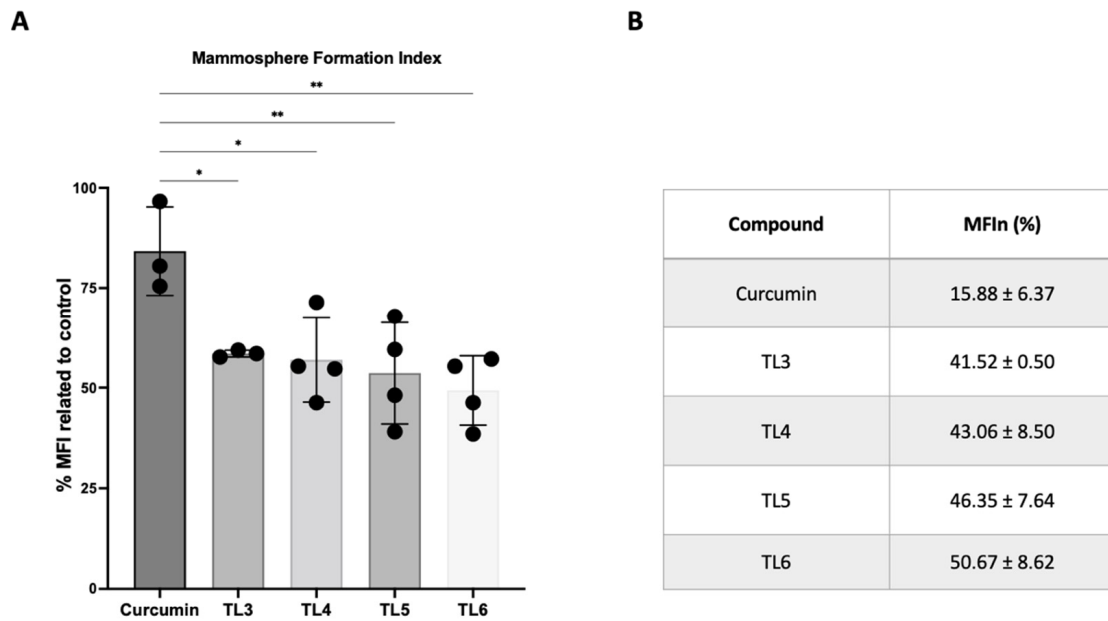 A
Mammosphere Formation Index
**
**
*
*
% MFI related to control
100
75
50
25
0
Curcumin TL3 TL4 TL5 TL6
B
Compound MFIn (%)
Curcumin 15.88 ± 6.37
TL3 41.52 ± 0.50
TL4 43.06 ± 8.50
TL5 46.35 ± 7.64
TL6 50.67 ± 8.62